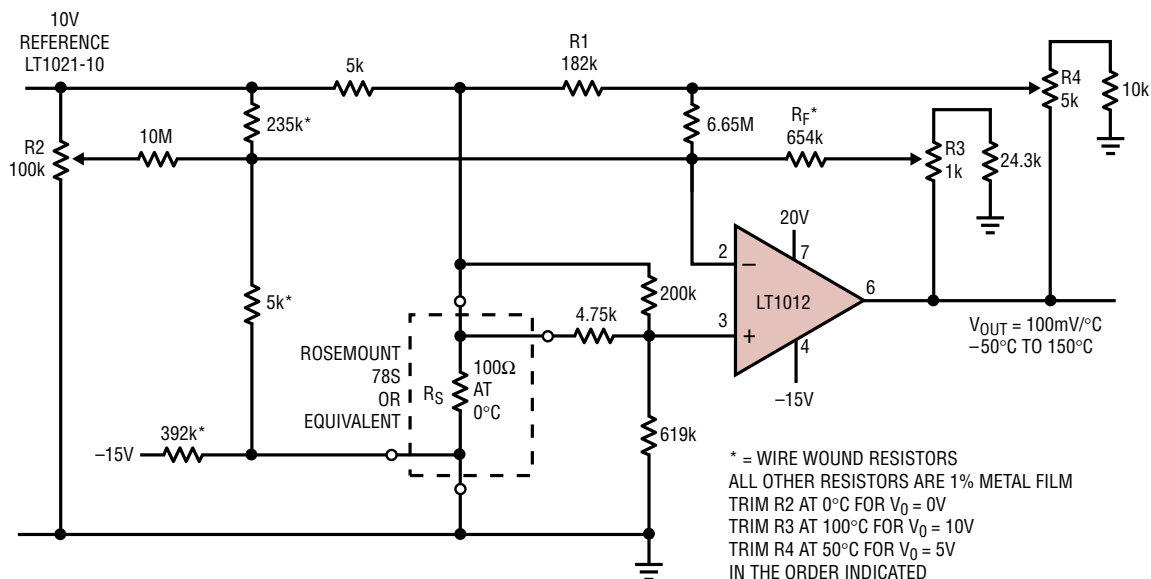 10V
REFERENCE
LT1021-10
5k
R1
182k
R4
5k
10k
235k*
6.65M
RF*
654k
R2
100k
10M
R3
1k
24.3k
20V
7
2
–
5k*
200k
LT1012
6
4.75k
3
+
4
VOUT = 100mV/°C
–50°C TO 150°C
ROSEMOUNT
78S
OR
EQUIVALENT
RS
100Ω
AT
0°C
–15V
392k*
–15V
619k
* = WIRE WOUND RESISTORS
ALL OTHER RESISTORS ARE 1% METAL FILM
TRIM R2 AT 0°C FOR V0 = 0V
TRIM R3 AT 100°C FOR V0 = 10V
TRIM R4 AT 50°C FOR V0 = 5V
IN THE ORDER INDICATED